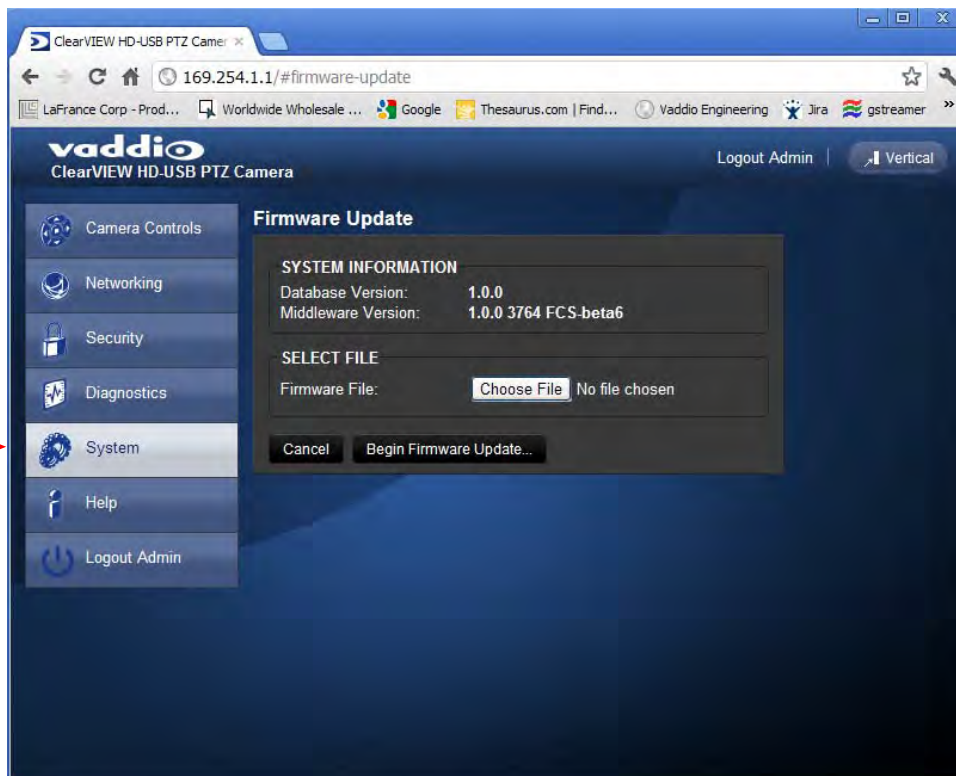 ClearVIEW HD-USB PTZ Camer
169.254.1.1/#firmware-update
LaFrance Corp - Prod... Worldwide Wholesale ... Google Thesaurus.com | Find... Vaddio Engineering Jira gstreamer »
vaddio
ClearVIEW HD-USB PTZ Camera
Logout Admin | Vertical
Camera Controls
Networking
Security
Diagnostics
System
Help
Logout Admin
Firmware Update
SYSTEM INFORMATION
Database Version: 1.0.0
Middleware Version: 1.0.0 3764 FCS-beta6
SELECT FILE
Firmware File: Choose File No file chosen
Cancel Begin Firmware Update...